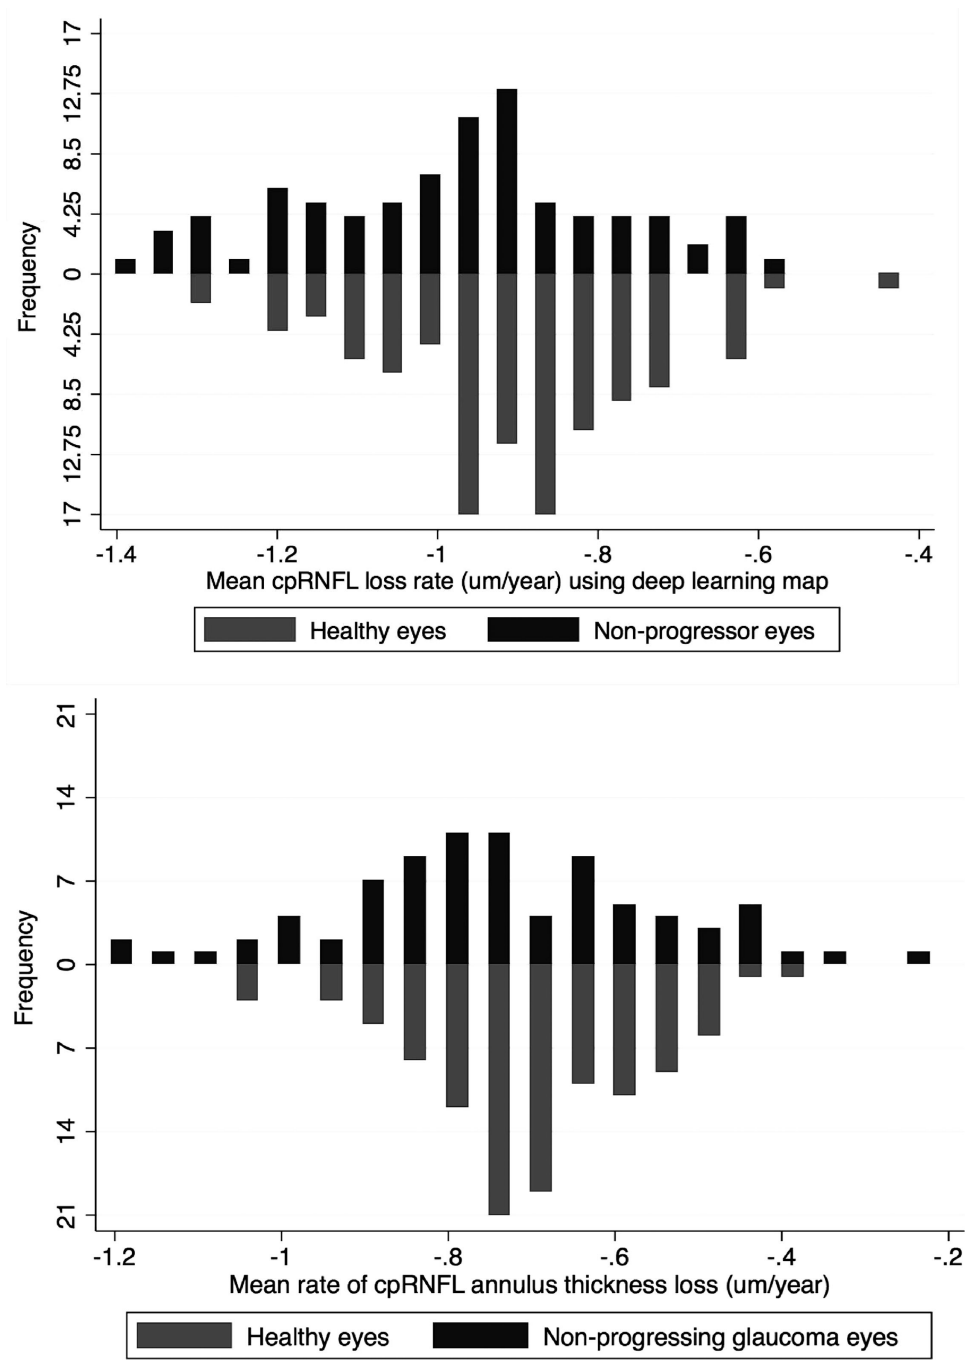 17
12.75
8.5
4.25
0
4.25
8.5
12.75
17
Frequency
-1.4 -1.2 -1 -.8 -.6 -.4
Mean cpRNFL loss rate (um/year) using deep learning map
Healthy eyes Non-progressor eyes
21
14
7
0
7
14
21
Frequency
-1.2 -1 -.8 -.6 -.4 -.2
Mean rate of cpRNFL annulus thickness loss (um/year)
Healthy eyes Non-progressing glaucoma eyes